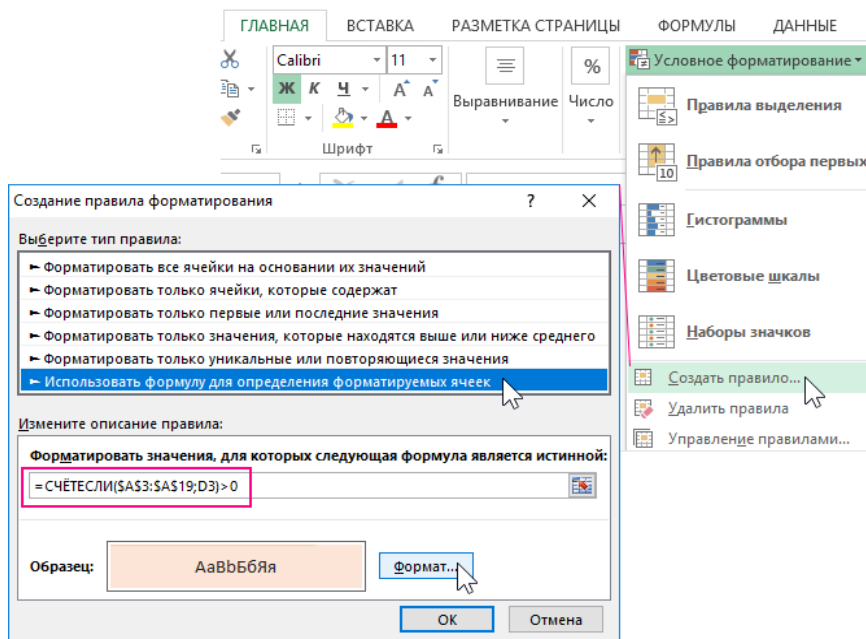 ГЛАВНАЯ ВСТАВКА РАЗМЕТКА СТРАНИЦЫ ФОРМУЛЫ ДАННЫЕ
Calibri 11
Ж К Ч А А
А
Выравнивание
%
Число
Шрифт
Условное форматирование
Правила выделения
Правила отбора первых
10
Гистограммы
Цветовые шкалы
Наборы значков
Создать правило...
Удалить правила
Управление правилами...
Создание правила форматирования ?
Выберите тип правила:
► Форматировать все ячейки на основании их значений
► Форматировать только ячейки, которые содержат
► Форматировать только первые или последние значения
► Форматировать только значения, которые находятся выше или ниже среднего
► Форматировать только уникальные или повторяющиеся значения
► Использовать формулу для определения форматируемых ячеек
Измените описание правила:
Форматировать значения, для которых следующая формула является истинной:
=СЧЁТЕСЛИ($A$3:$A$19;D3)>0
Образец:
АаВbБбЯя
Формат...
ОК Отмена